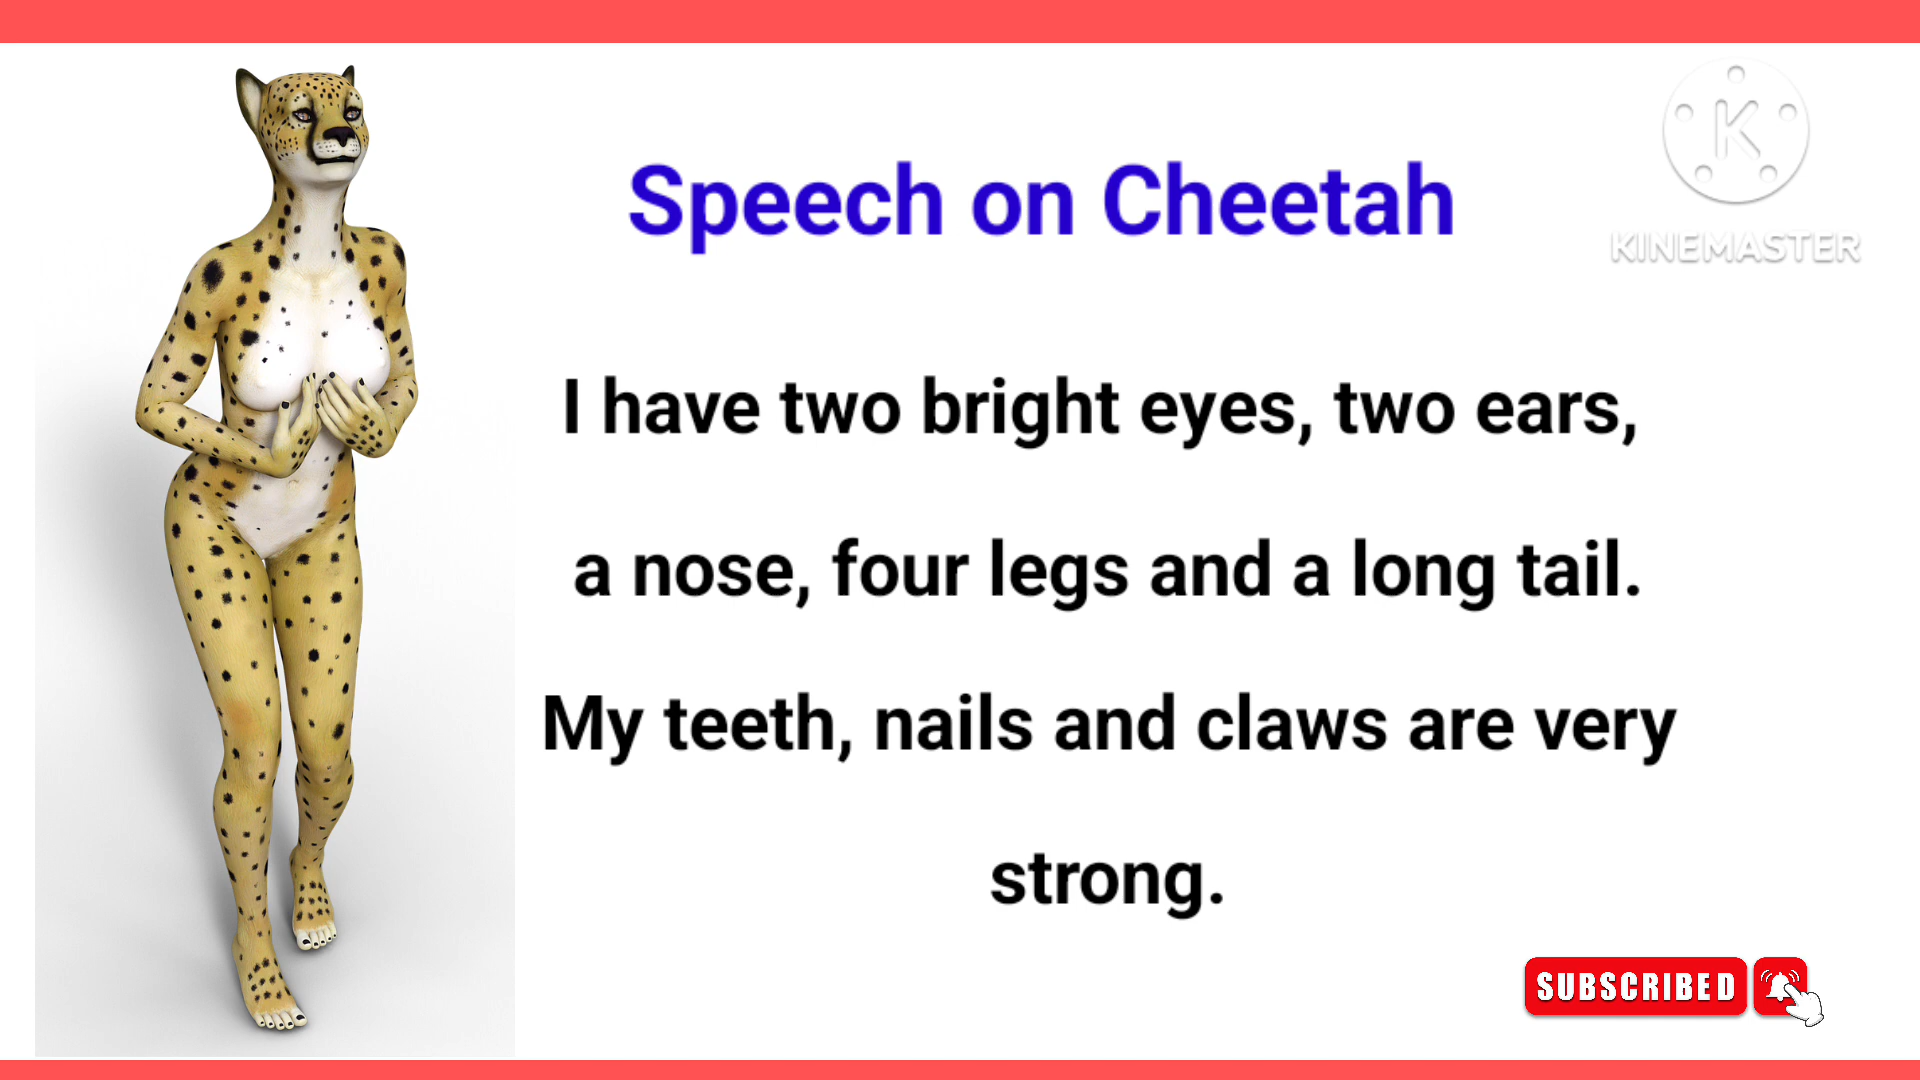 Speech on Cheetah
K
KINEMASTER
I have two bright eyes, two ears,
a nose, four legs and a long tail.
My teeth, nails and claws are very
strong.
SUBSCRIBED